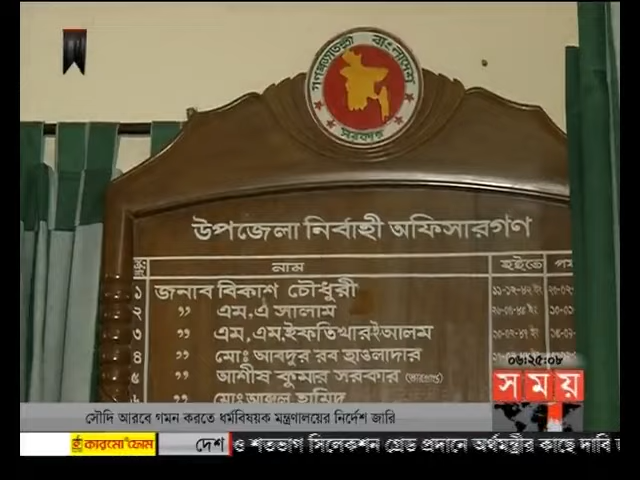 গণপ্রজাতন্ত্রী বাংলাদেশ
সরকার
উপজেলা নির্বাহী অফিসারগণ
নাম হইতে
১ জনাব বিকাশ চৌধুরী
২ ,, এম,এ সালাম
৩ ,, এম,এম,ইফতিখারইআলম
৪ ,, মোঃ আবদুর রব হাওলাদার
৫ ,, আশীষ কুমার সরকার
০৬:২৫:০৮
সময়
সৌদি আরবে গমন করতে ধর্মবিষয়ক মন্ত্রণালয়ের নির্দেশ জারি
দেশ ও শতভাগ সিলেকশন গ্রেড প্রদানে অর্থমন্ত্রীর কাছে দাবি